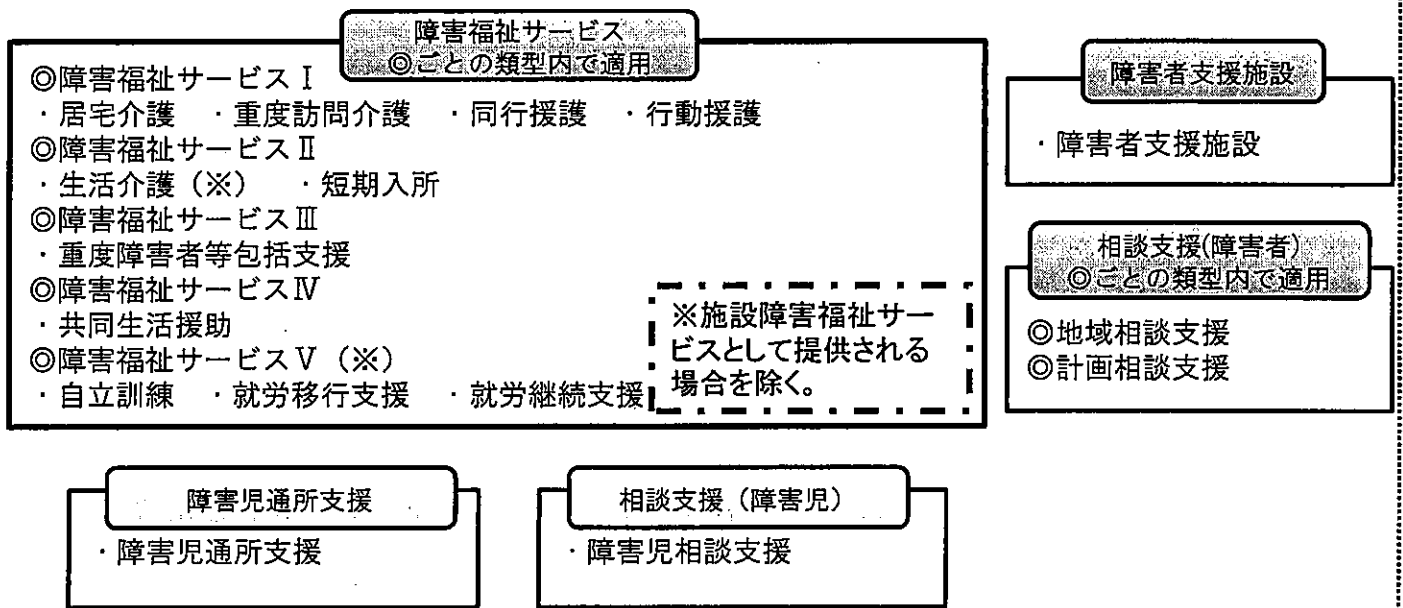 障害福祉サービス
◎ごとの類型内で適用
◎障害福祉サービスⅠ
・居宅介護　・重度訪問介護　・同行援護　・行動援護
◎障害福祉サービスⅡ
・生活介護（※）　・短期入所
◎障害福祉サービスⅢ
・重度障害者等包括支援
◎障害福祉サービスⅣ
・共同生活援助
◎障害福祉サービスⅤ（※）
・自立訓練　・就労移行支援　・就労継続支援
※施設障害福祉サー
ビスとして提供される
場合を除く。
障害者支援施設
・障害者支援施設
相談支援(障害者)
◎ごとの類型内で適用
◎地域相談支援
◎計画相談支援
障害児通所支援
・障害児通所支援
相談支援（障害児）
・障害児相談支援